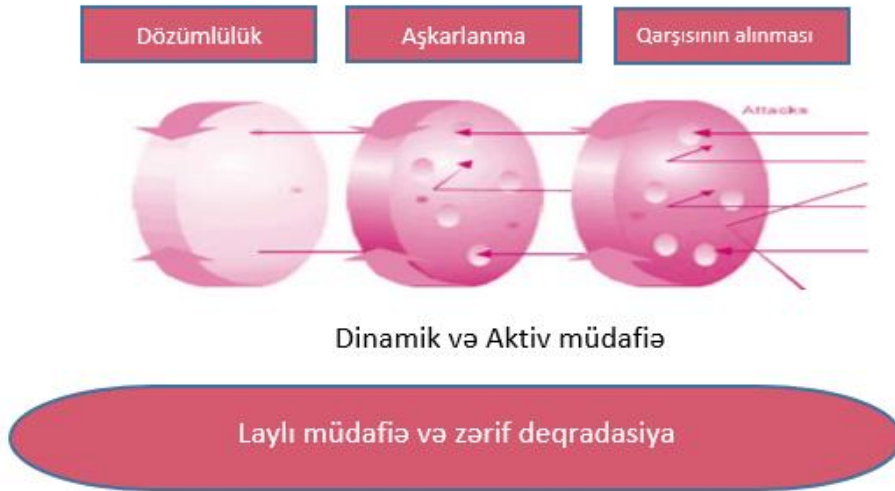 Dözümlülük
Aşkarlanma
Qarşısının alınması
Attacks
Dinamik və Aktiv müdafiə
Laylı müdafiə və zərif deqradasiya